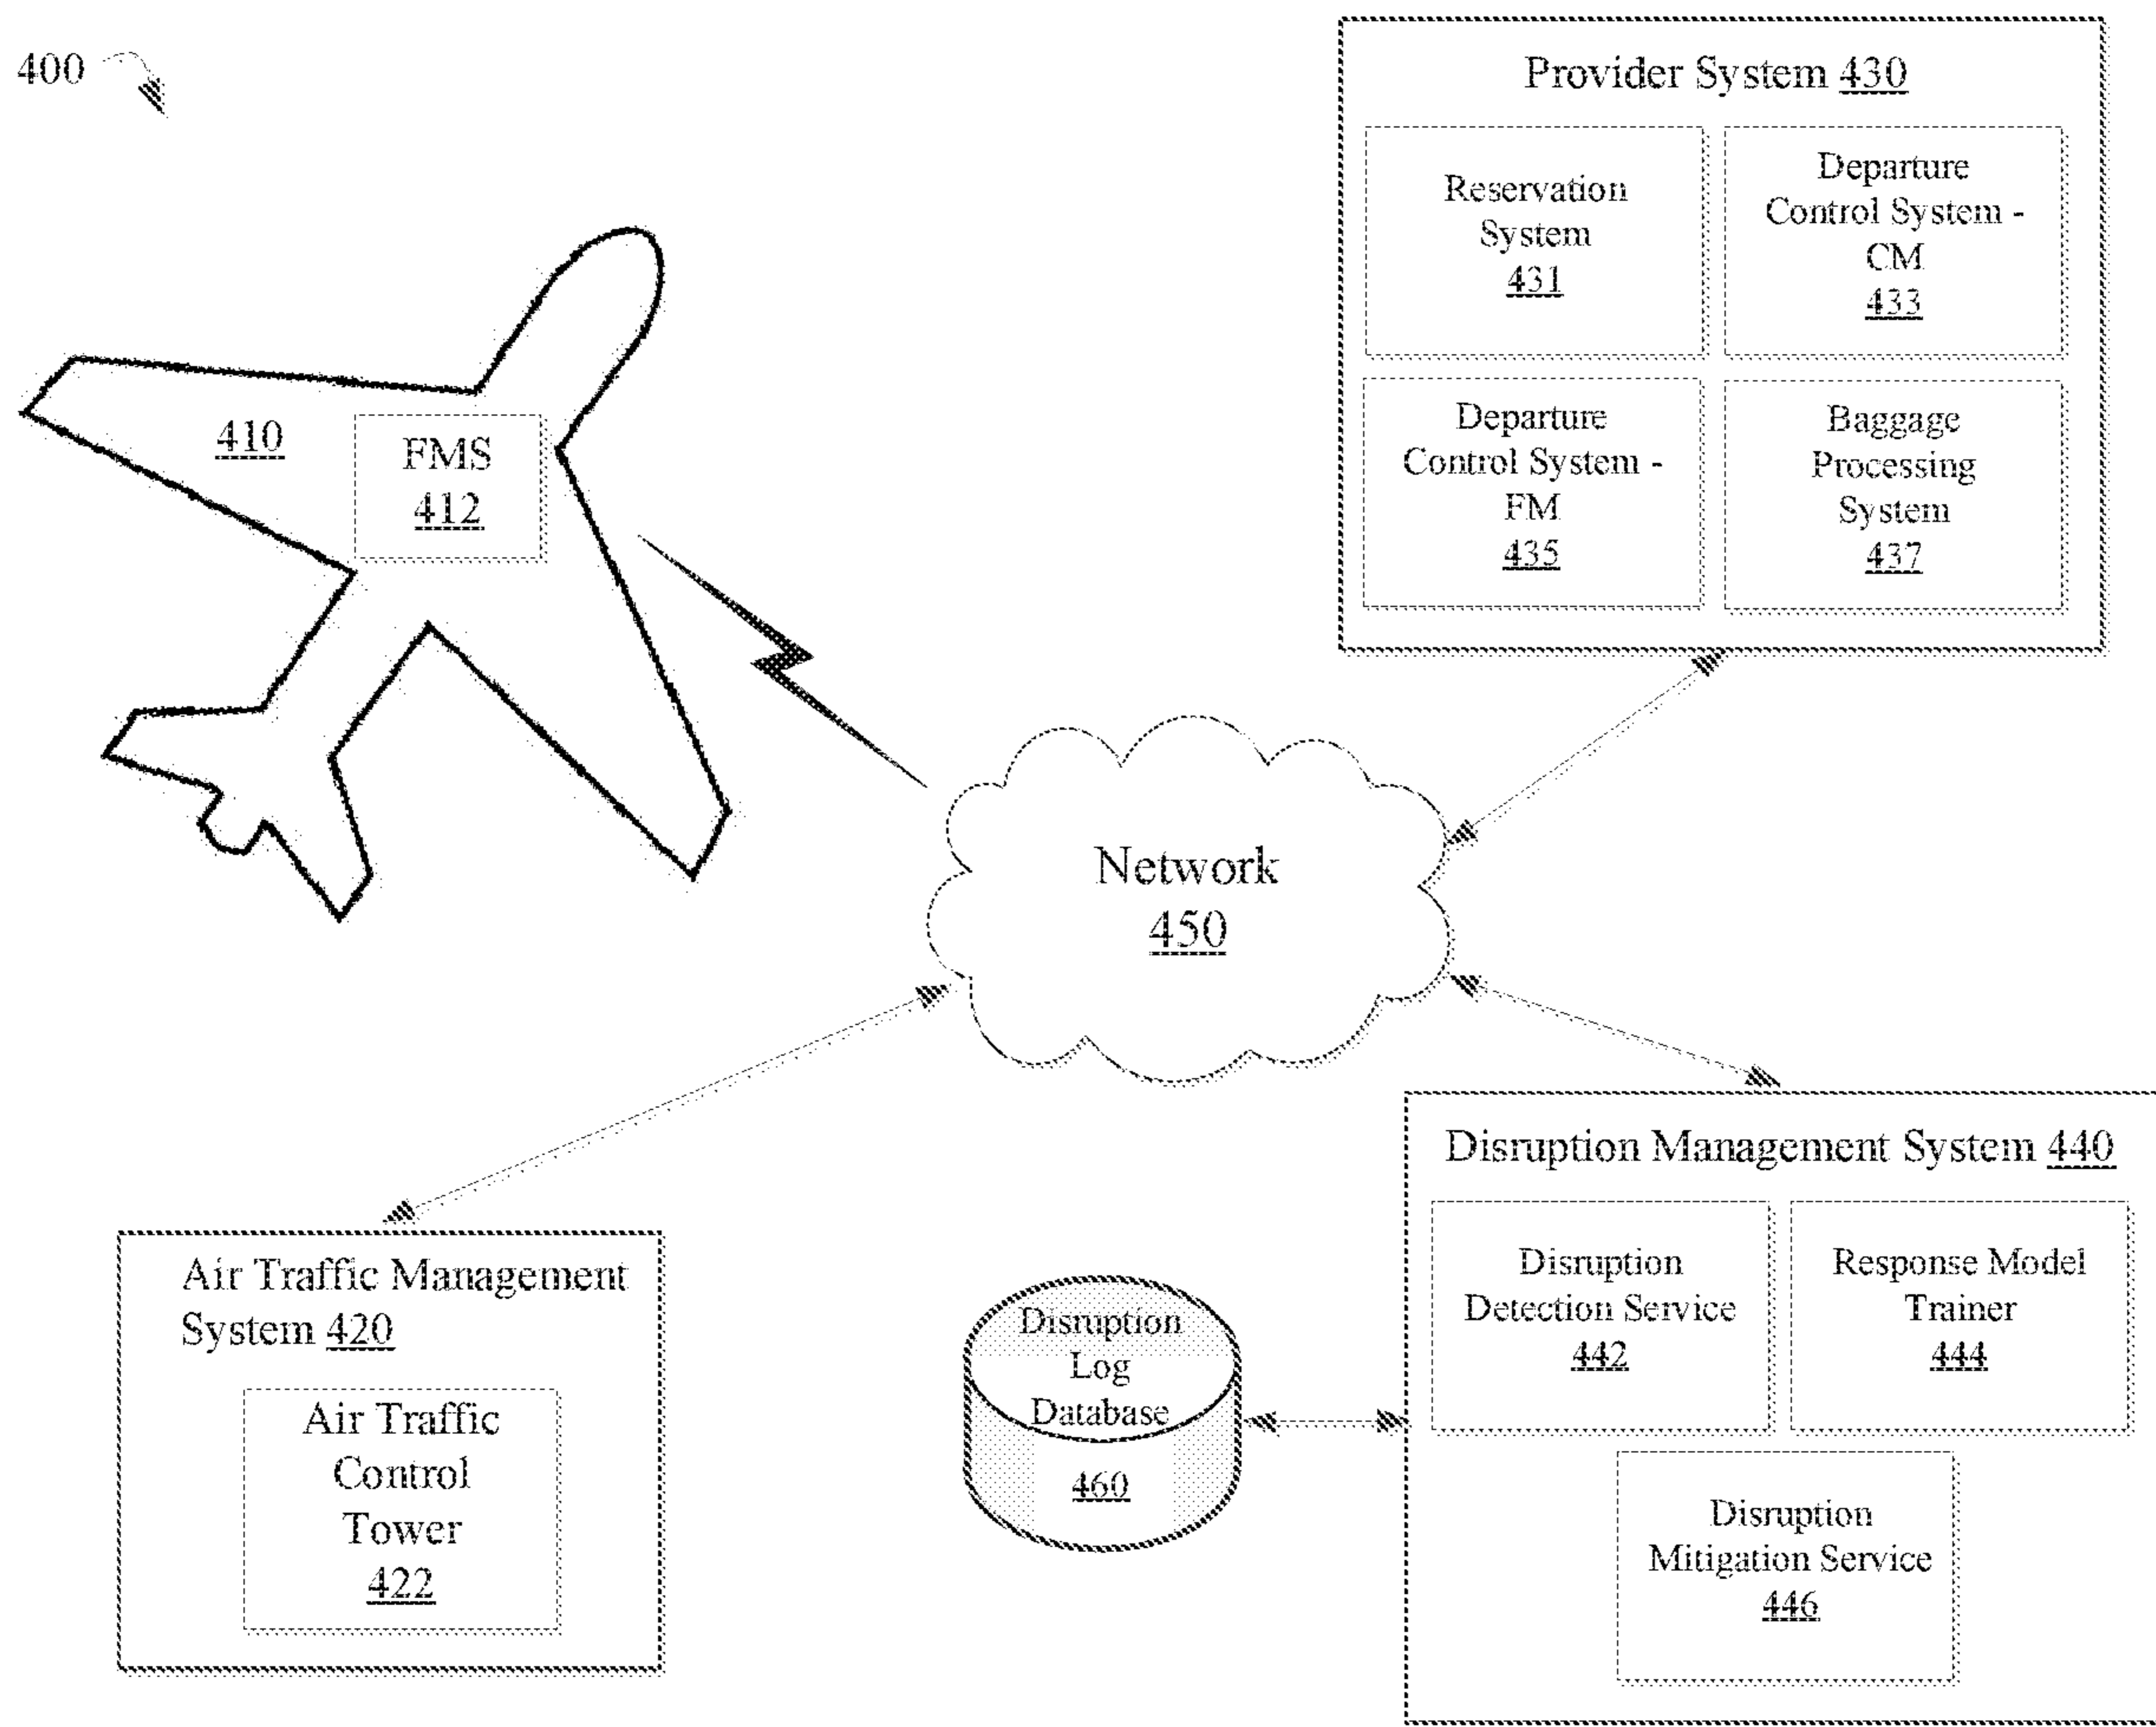 400
Provider System 430
Reservation
System
431
Departure
Control System -
CM
433
Departure
Control System -
FM
435
Baggage
Processing
System
437
410
FMS
412
Network
450
Air Traffic Management
System 420
Air Traffic
Control
Tower
422
Disruption
Log
Database
460
Disruption Management System 440
Disruption
Detection Service
442
Response Model
Trainer
444
Disruption
Mitigation Service
446